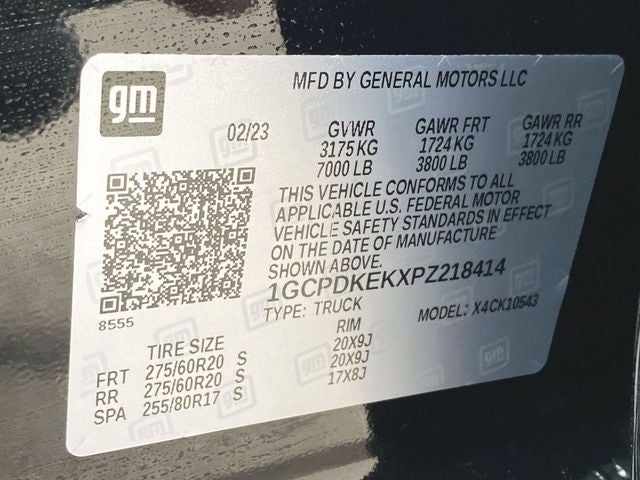 gm
MFD BY GENERAL MOTORS LLC
02/23 GVWR GAWR FRT GAWR RR
3175 KG 1724 KG 1724 KG
7000 LB 3800 LB 3800 LB
THIS VEHICLE CONFORMS TO ALL
APPLICABLE U.S. FEDERAL MOTOR
VEHICLE SAFETY STANDARDS IN EFFECT
ON THE DATE OF MANUFACTURE
SHOWN ABOVE.
1GCPDKEKXPZ218414
TYPE: TRUCK MODEL: X4CK10543
8555
TIRE SIZE RIM
FRT 275/60R20 S 20X9J
RR 275/60R20 S 20X9J
SPA 255/80R17 S 17X8J